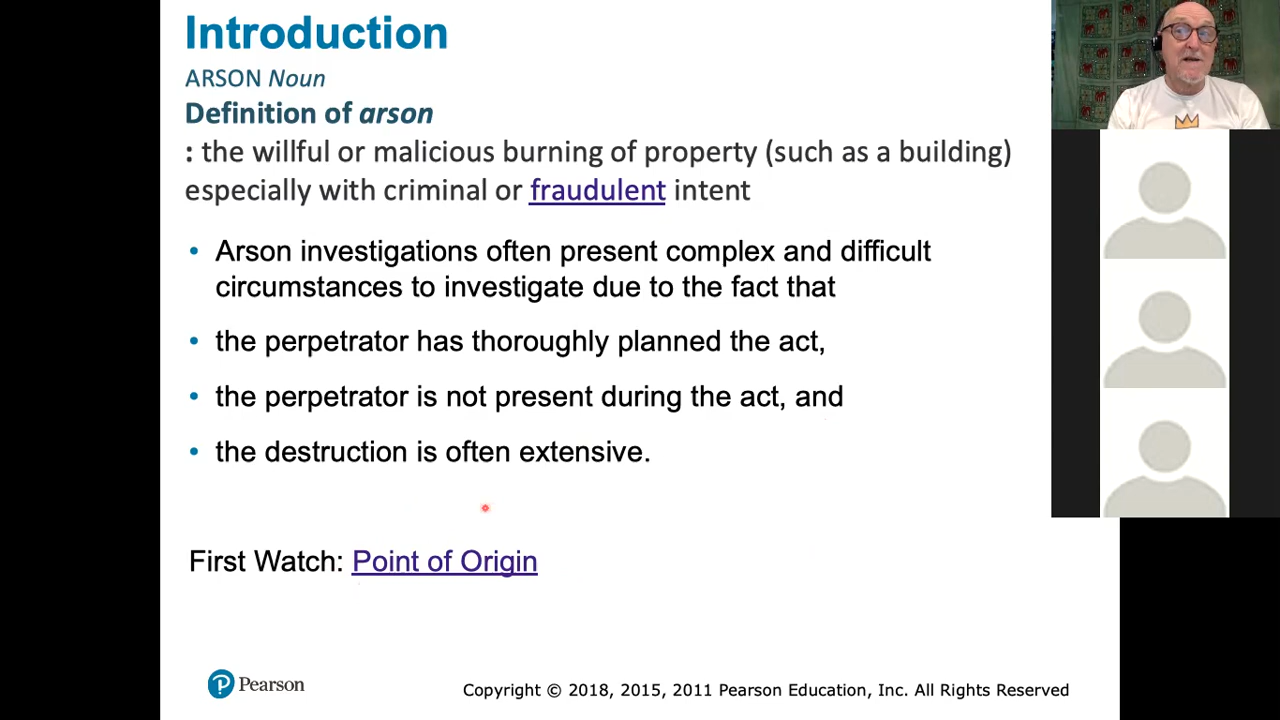 Introduction
ARSON Noun
Definition of arson
: the willful or malicious burning of property (such as a building)
especially with criminal or fraudulent intent
• Arson investigations often present complex and difficult
circumstances to investigate due to the fact that
• the perpetrator has thoroughly planned the act,
• the perpetrator is not present during the act, and
• the destruction is often extensive.
First Watch: Point of Origin
Pearson
Copyright © 2018, 2015, 2011 Pearson Education, Inc. All Rights Reserved